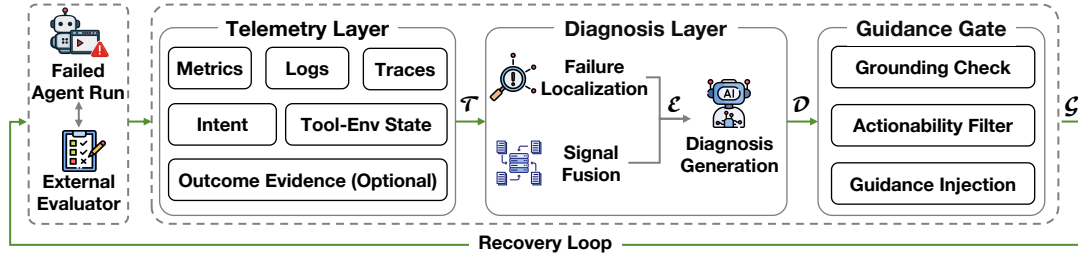 Failed
Agent Run
External
Evaluator
Telemetry Layer
Metrics
Logs
Traces
Intent
Tool-Env State
Outcome Evidence (Optional)
𝒯
Diagnosis Layer
Failure
Localization
Signal
Fusion
ℰ
AI
Diagnosis
Generation
𝒟
Guidance Gate
Grounding Check
Actionability Filter
Guidance Injection
𝒢
Recovery Loop